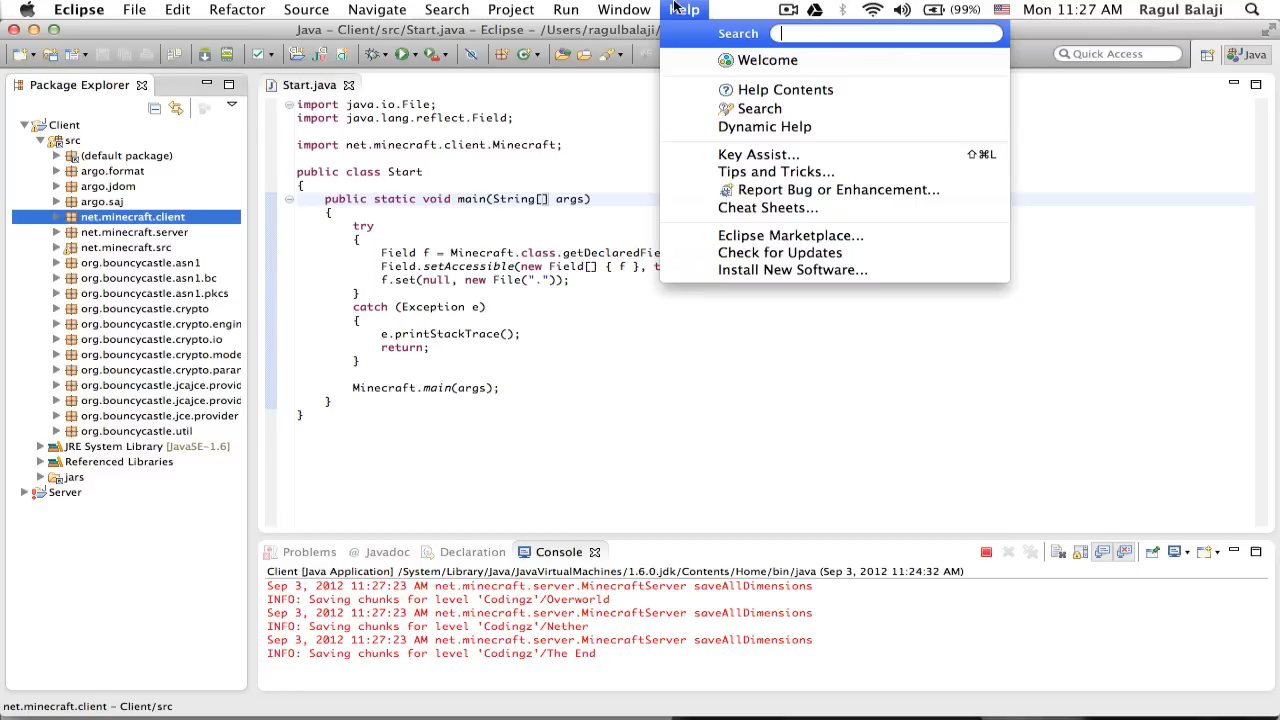 Eclipse File Edit Refactor Source Navigate Search Project Run Window Help (99%) Mon 11:27 AM Ragul Balaji
Java - Client/src/Start.java - Eclipse - /Users/ragulbalaji/
Search
Quick Access
Java
Welcome
Help Contents
Search
Dynamic Help
Key Assist... ⇧⌘L
Tips and Tricks...
Report Bug or Enhancement...
Cheat Sheets...
Eclipse Marketplace...
Check for Updates
Install New Software...
Package Explorer
Client
src
(default package)
argo.format
argo.jdom
argo.saj
net.minecraft.client
net.minecraft.server
net.minecraft.src
org.bouncycastle.asn1
org.bouncycastle.asn1.bc
org.bouncycastle.asn1.pkcs
org.bouncycastle.crypto
org.bouncycastle.crypto.engin
org.bouncycastle.crypto.io
org.bouncycastle.crypto.mode
org.bouncycastle.crypto.parar
org.bouncycastle.jcajce.provid
org.bouncycastle.jcajce.provid
org.bouncycastle.jce.provider
org.bouncycastle.util
JRE System Library [JavaSE-1.6]
Referenced Libraries
jars
Server
Start.java
import java.io.File;
import java.lang.reflect.Field;
import net.minecraft.client.Minecraft;
public class Start
{
public static void main(String[] args)
{
try
{
Field f = Minecraft.class.getDeclaredFie
Field.setAccessible(new Field[] { f }, t
f.set(null, new File("."));
}
catch (Exception e)
{
e.printStackTrace();
return;
}
Minecraft.main(args);
}
}
Problems @ Javadoc Declaration Console
Client [Java Application] /System/Library/Java/JavaVirtualMachines/1.6.0.jdk/Contents/Home/bin/java (Sep 3, 2012 11:24:32 AM)
Sep 3, 2012 11:27:23 AM net.minecraft.server.MinecraftServer saveAllDimensions
INFO: Saving chunks for level 'Codingz'/Overworld
Sep 3, 2012 11:27:23 AM net.minecraft.server.MinecraftServer saveAllDimensions
INFO: Saving chunks for level 'Codingz'/Nether
Sep 3, 2012 11:27:23 AM net.minecraft.server.MinecraftServer saveAllDimensions
INFO: Saving chunks for level 'Codingz'/The End
net.minecraft.client - Client/src